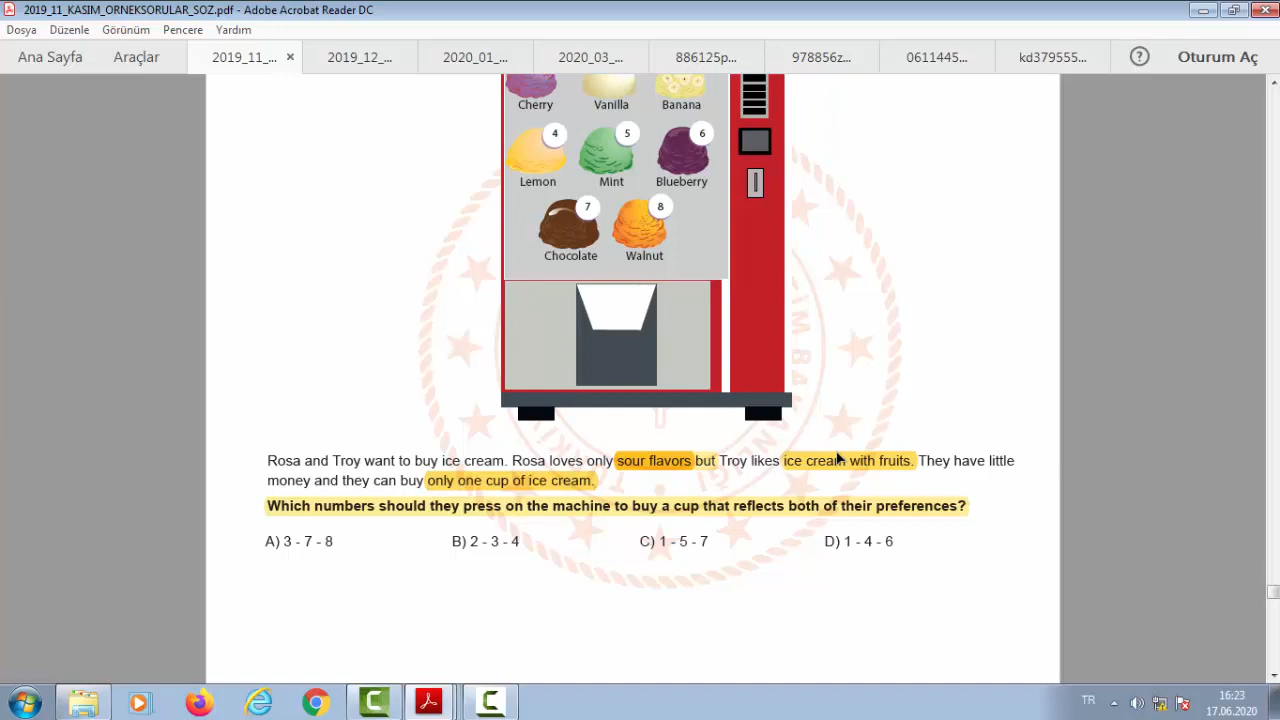 2019_11_KASIM_ORNEKSORULAR_SOZ.pdf - Adobe Acrobat Reader DC
Dosya Düzenle Görünüm Pencere Yardım
Ana Sayfa Araçlar 2019_11_... × 2019_12_... 2020_01_... 2020_03_... 886125p... 978856z... 0611445... kd379555... ? Oturum Aç
Cherry Vanilla Banana
4 5 6
Lemon Mint Blueberry
7 8
Chocolate Walnut
Rosa and Troy want to buy ice cream. Rosa loves only sour flavors but Troy likes ice cream with fruits. They have little
money and they can buy only one cup of ice cream.
Which numbers should they press on the machine to buy a cup that reflects both of their preferences?
A) 3 - 7 - 8 B) 2 - 3 - 4 C) 1 - 5 - 7 D) 1 - 4 - 6
TR 16:23
17.06.2020